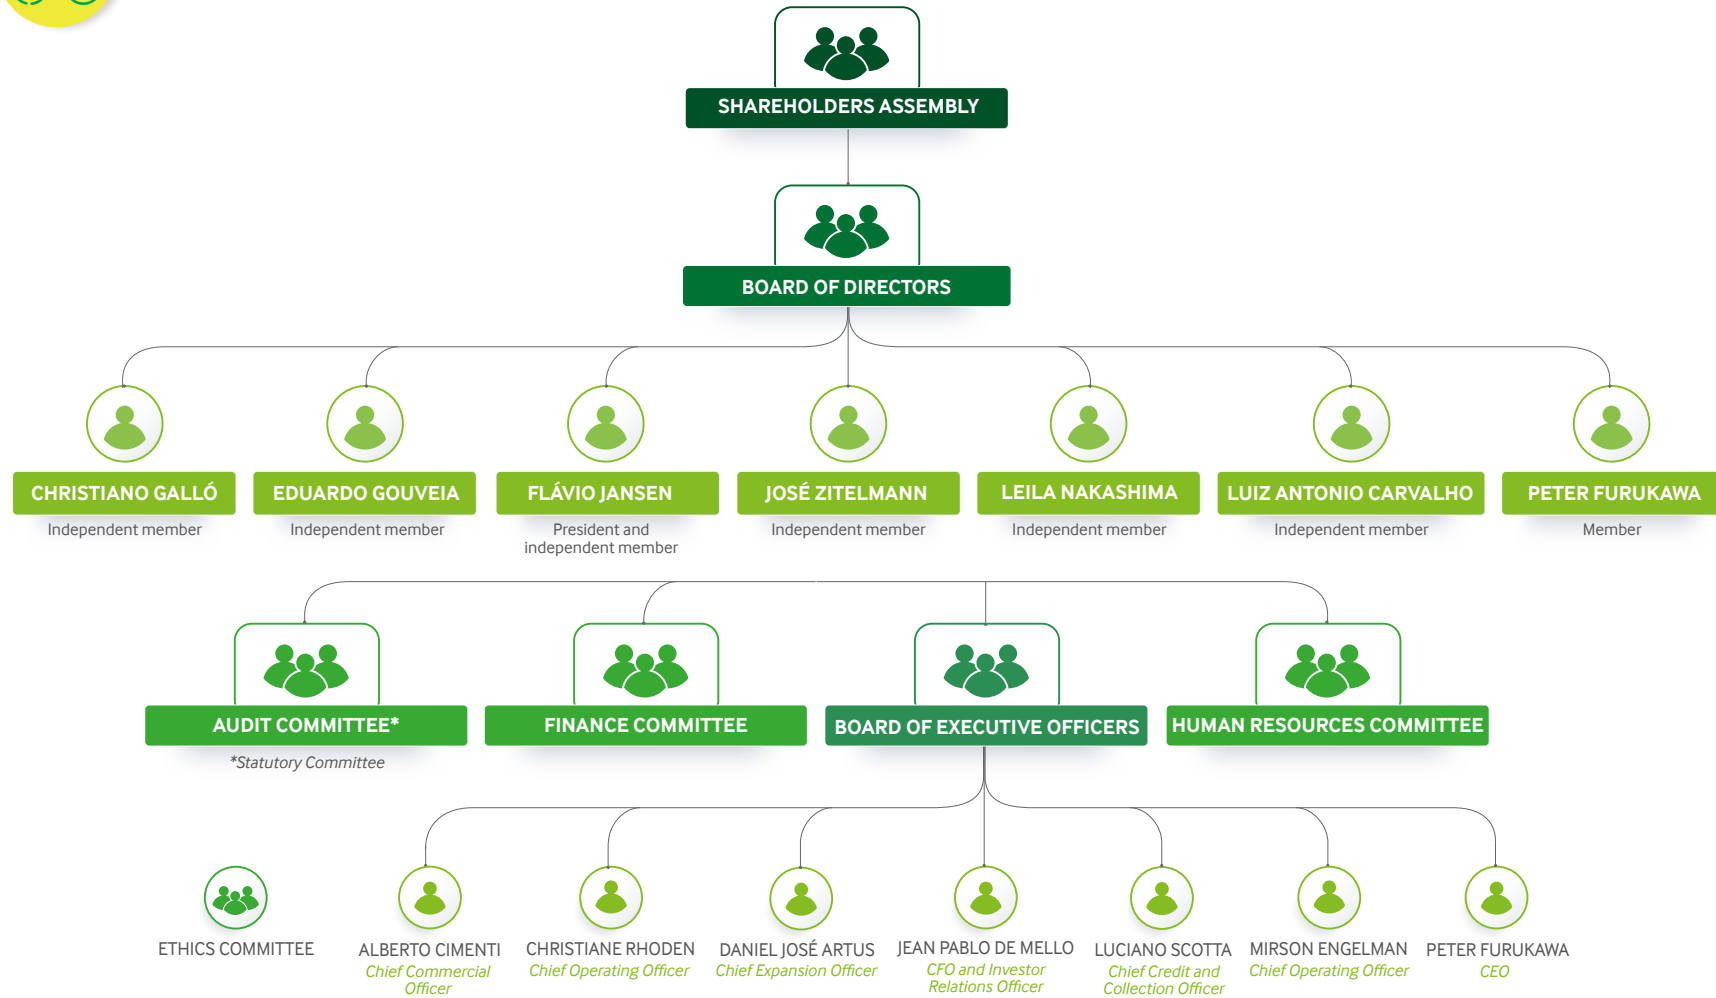 SHAREHOLDERS ASSEMBLY
BOARD OF DIRECTORS
CHRISTIANO GALLÓ
Independent member
EDUARDO GOUVEIA
Independent member
FLÁVIO JANSEN
President and
independent member
JOSÉ ZITELMANN
Independent member
LEILA NAKASHIMA
Independent member
LUIZ ANTONIO CARVALHO
Independent member
PETER FURUKAWA
Member
AUDIT COMMITTEE*
*Statutory Committee
FINANCE COMMITTEE
BOARD OF EXECUTIVE OFFICERS
HUMAN RESOURCES COMMITTEE
ETHICS COMMITTEE
ALBERTO CIMENTI
Chief Commercial
Officer
CHRISTIANE RHODEN
Chief Operating Officer
DANIEL JOSÉ ARTUS
Chief Expansion Officer
JEAN PABLO DE MELLO
CFO and Investor
Relations Officer
LUCIANO SCOTTA
Chief Credit and
Collection Officer
MIRSON ENGELMAN
Chief Operating Officer
PETER FURUKAWA
CEO